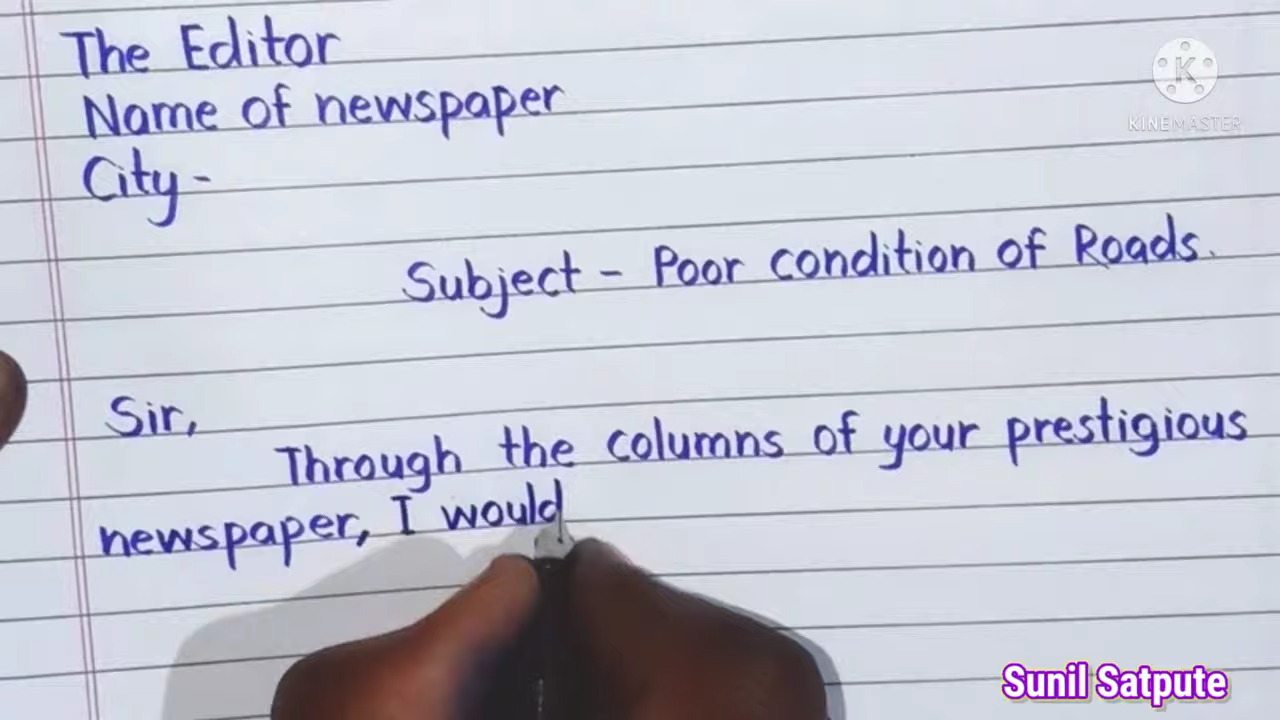 The Editor
Name of newspaper
City -
Subject - Poor condition of Roads.
Sir,
Through the columns of your prestigious
newspaper, I would
KINEMASTER
Sunil Satpute